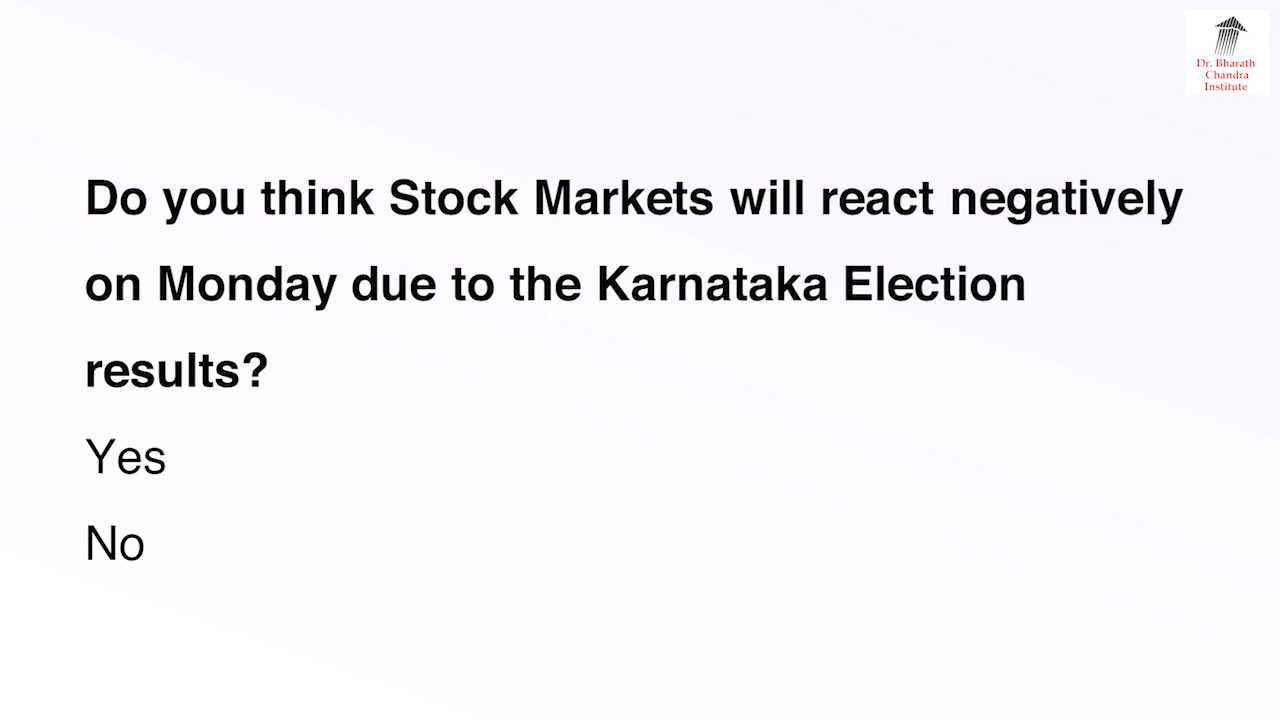 Dr. Bharath
Chandra
Institute
Do you think Stock Markets will react negatively
on Monday due to the Karnataka Election
results?
Yes
No